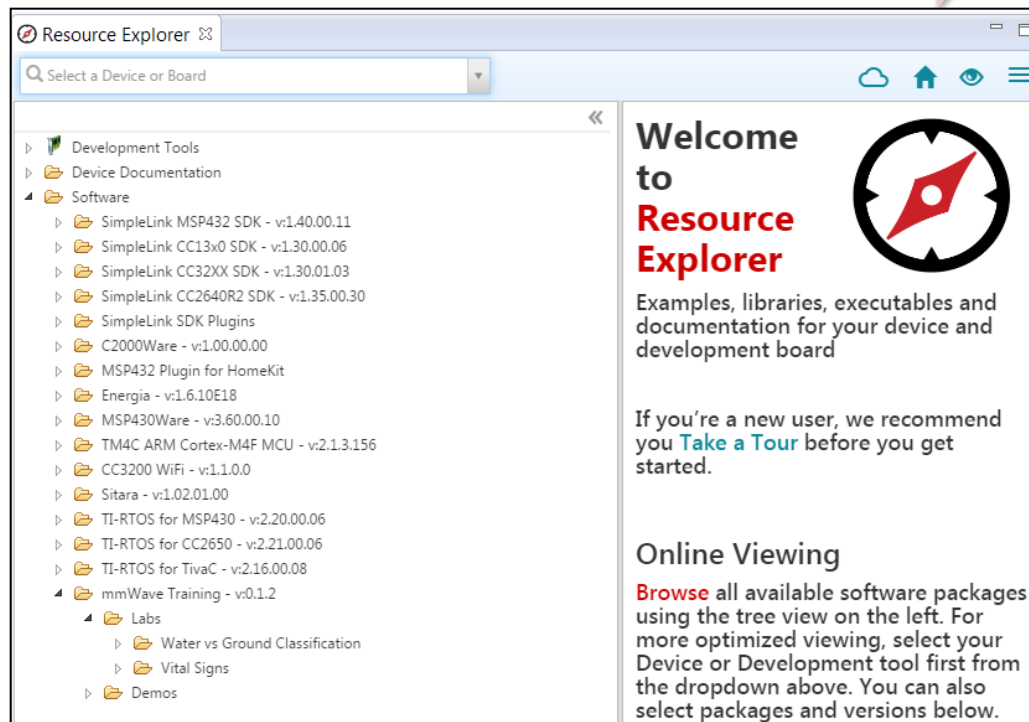 Resource Explorer
Select a Device or Board
Development Tools
Device Documentation
Software
SimpleLink MSP432 SDK - v:1.40.00.11
SimpleLink CC13x0 SDK - v:1.30.00.06
SimpleLink CC32XX SDK - v:1.30.01.03
SimpleLink CC2640R2 SDK - v:1.35.00.30
SimpleLink SDK Plugins
C2000Ware - v:1.00.00.00
MSP432 Plugin for HomeKit
Energia - v:1.6.10E18
MSP430Ware - v:3.60.00.10
TM4C ARM Cortex-M4F MCU - v:2.1.3.156
CC3200 WiFi - v:1.1.0.0
Sitara - v:1.02.01.00
TI-RTOS for MSP430 - v:2.20.00.06
TI-RTOS for CC2650 - v:2.21.00.06
TI-RTOS for TivaC - v:2.16.00.08
mmWave Training - v:0.1.2
Labs
Water vs Ground Classification
Vital Signs
Demos
Welcome
to
Resource
Explorer
Examples, libraries, executables and
documentation for your device and
development board
If you're a new user, we recommend
you Take a Tour before you get
started.
Online Viewing
Browse all available software packages
using the tree view on the left. For
more optimized viewing, select your
Device or Development tool first from
the dropdown above. You can also
select packages and versions below.